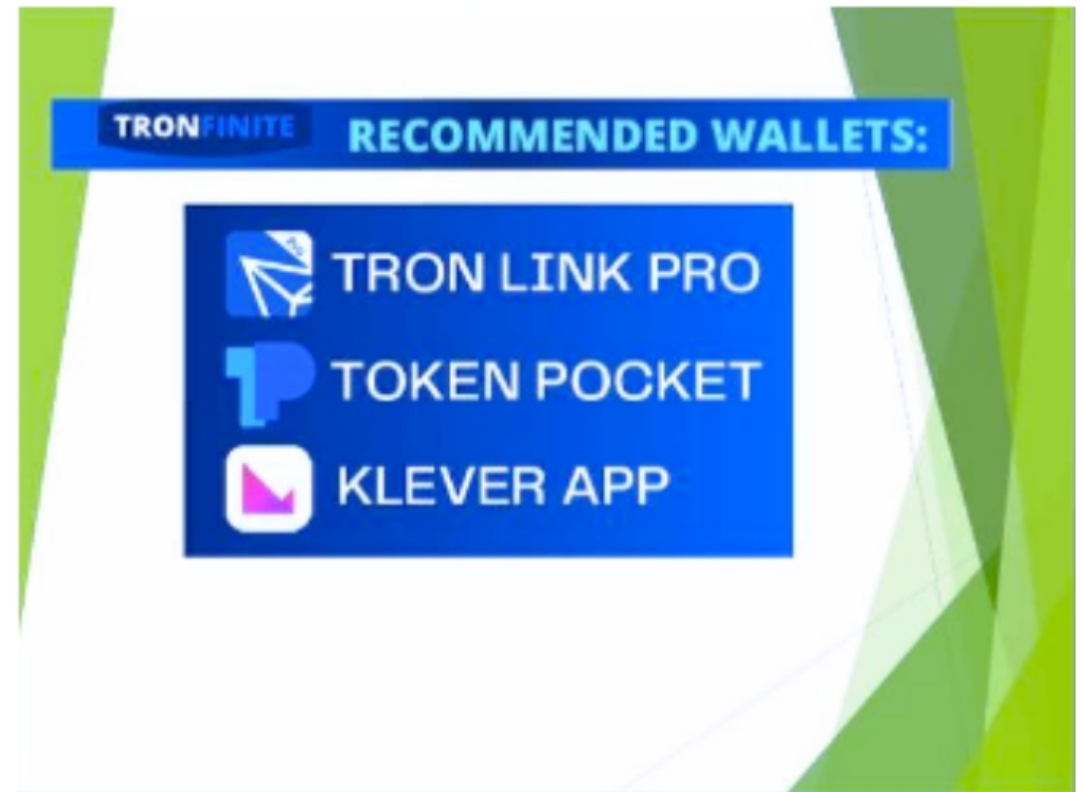 TRONFINITE RECOMMENDED WALLETS:
TRON LINK PRO
TOKEN POCKET
KLEVER APP